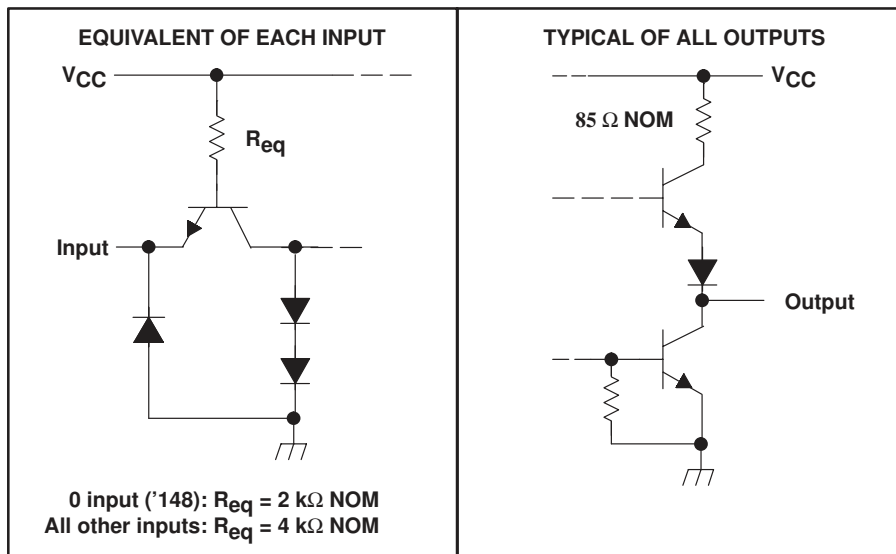 EQUIVALENT OF EACH INPUT
VCC
Req
Input
0 input ('148): Req = 2 kΩ NOM
All other inputs: Req = 4 kΩ NOM
TYPICAL OF ALL OUTPUTS
VCC
85 Ω NOM
Output